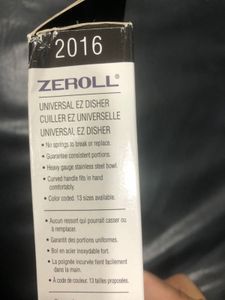 2016
ZEROLL®
UNIVERSAL EZ DISHER
CUILLER EZ UNIVERSELLE
UNIVERSAL EZ DISHER
• No springs to break or replace.
• Guarantee consistent portions.
• Heavy gauge stainless steel bowl.
• Curved handle fits in hand
comfortably.
• Color coded. 13 sizes available.
• Aucun ressort qui pourrait casser ou
à remplacer.
• Garantit des portions uniformes.
• Bol en acier inoxydable fort.
• La poignée incurvée tient facilement
dans la main.
• À code de couleur. 13 tailles proposées.